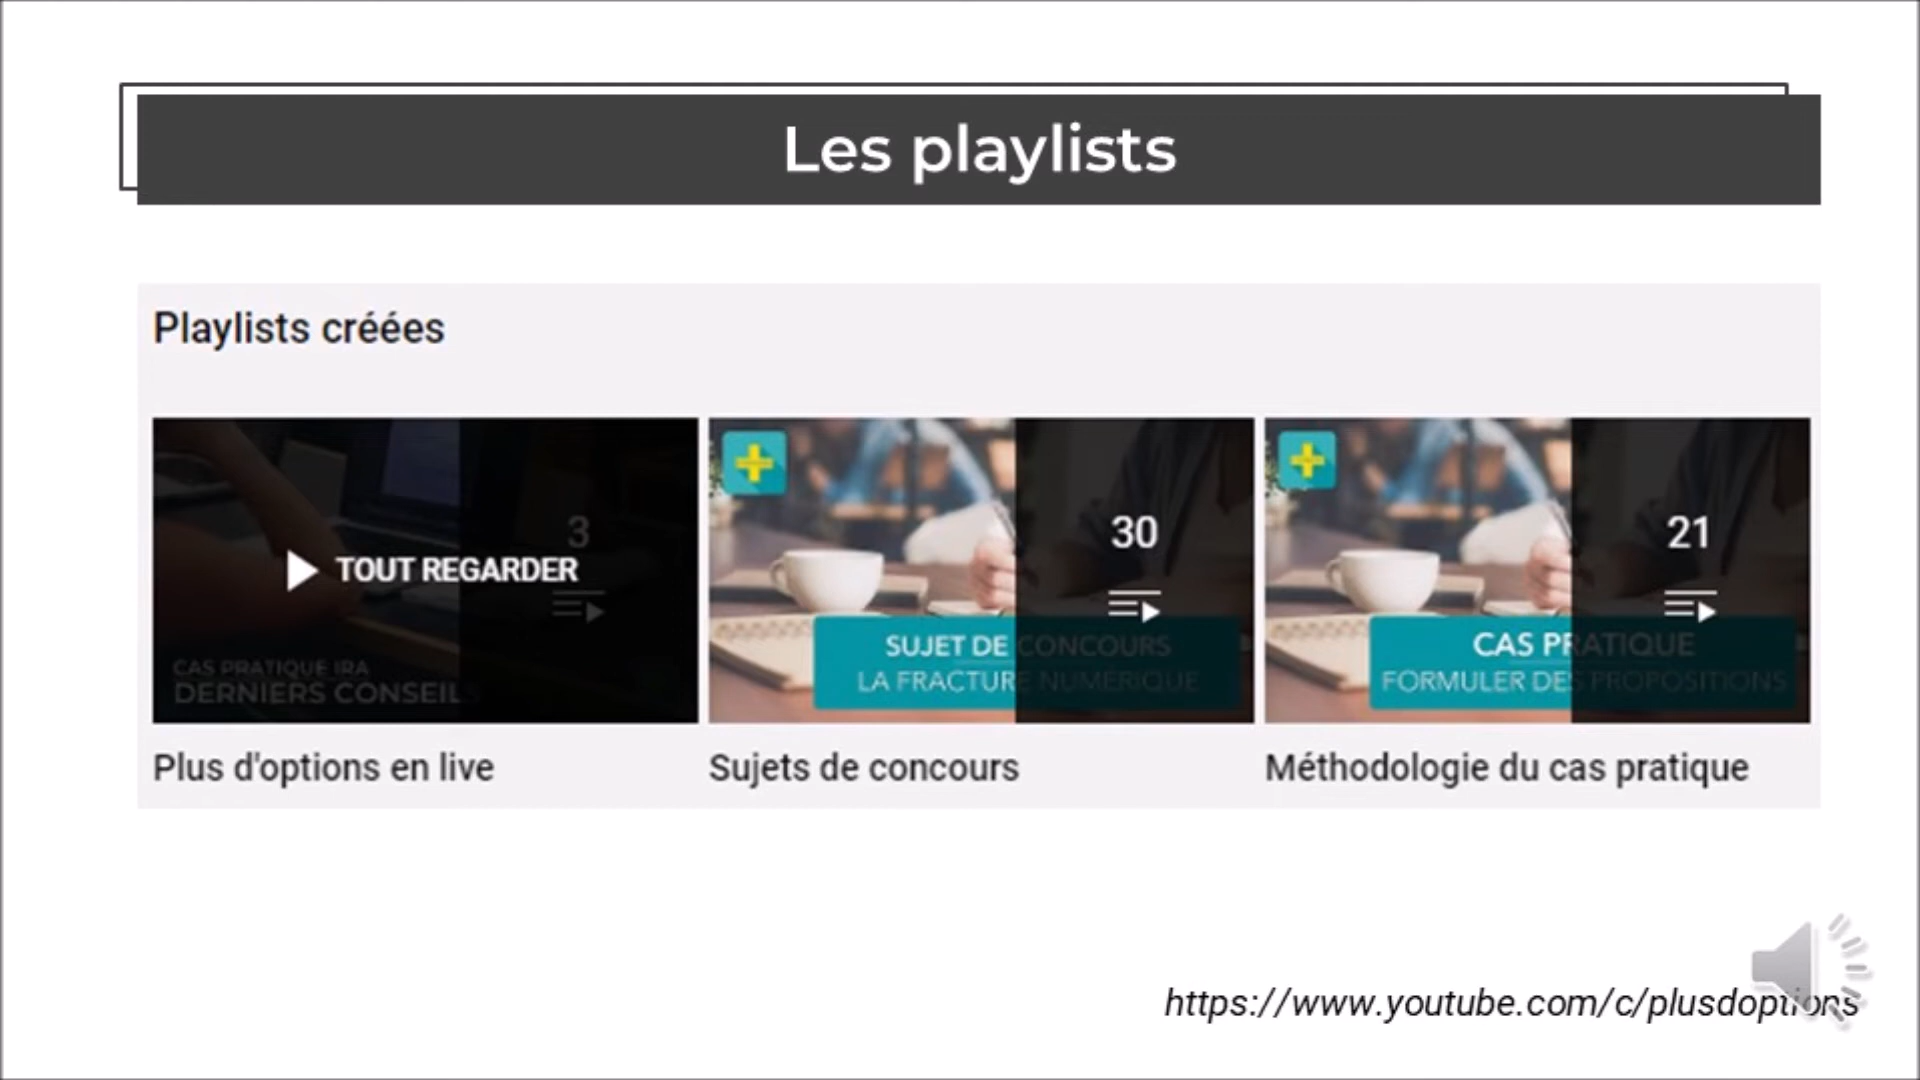 Les playlists
Playlists créées
3
TOUT REGARDER
CAS PRATIQUE IRA
DERNIERS CONSEILS
Plus d'options en live
30
SUJET DE CONCOURS
LA FRACTURE NUMERIQUE
Sujets de concours
21
CAS PRATIQUE
FORMULER DES PROPOSITIONS
Méthodologie du cas pratique
https://www.youtube.com/c/plusdoptions